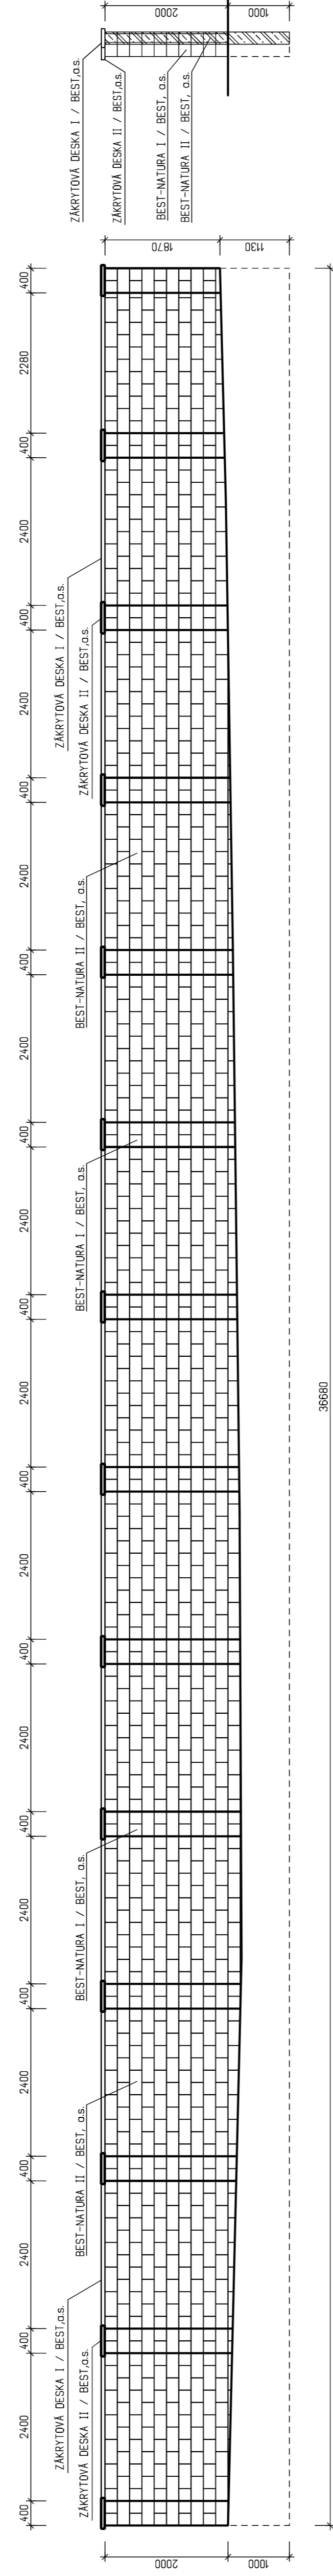 400 2400 400 2400 400 2400 400 2400 400 2400 400 2400 400 2400 400 2400 400 2400 400 2400 400 2400 400 2400 400 2280 400
ZÁKRYTOVÁ DESKA I / BEST,a.s.
ZÁKRYTOVÁ DESKA II / BEST,a.s.
BEST-NATURA II / BEST, a.s.
BEST-NATURA I / BEST, a.s.
BEST-NATURA I / BEST, a.s.
BEST-NATURA II / BEST, a.s.
ZÁKRYTOVÁ DESKA I / BEST,a.s.
ZÁKRYTOVÁ DESKA II / BEST,a.s.
2000
1000
1870
1130
36680
ZÁKRYTOVÁ DESKA I / BEST,a.s.
ZÁKRYTOVÁ DESKA II / BEST,a.s.
BEST-NATURA I / BEST, a.s.
BEST-NATURA II / BEST, a.s.
2000
1000